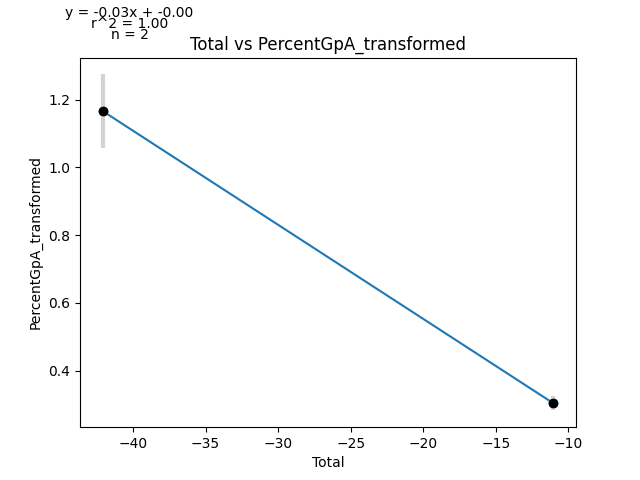 y = -0.03x + -0.00
r^2 = 1.00
n = 2
Total vs PercentGpA_transformed
PercentGpA_transformed
1.2
1.0
0.8
0.6
0.4
−40 −35 −30 −25 −20 −15 −10
Total